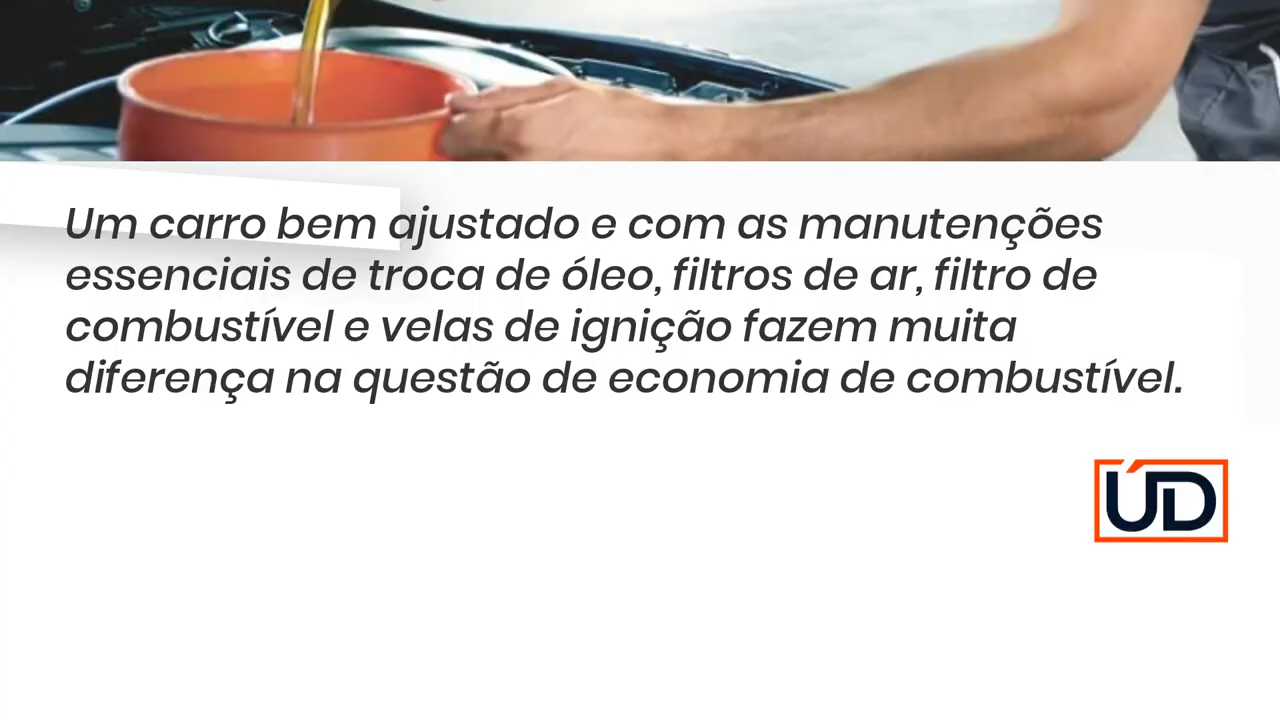 Um carro bem ajustado e com as manutenções
essenciais de troca de óleo, filtros de ar, filtro de
combustível e velas de ignição fazem muita
diferença na questão de economia de combustível.
ÚD